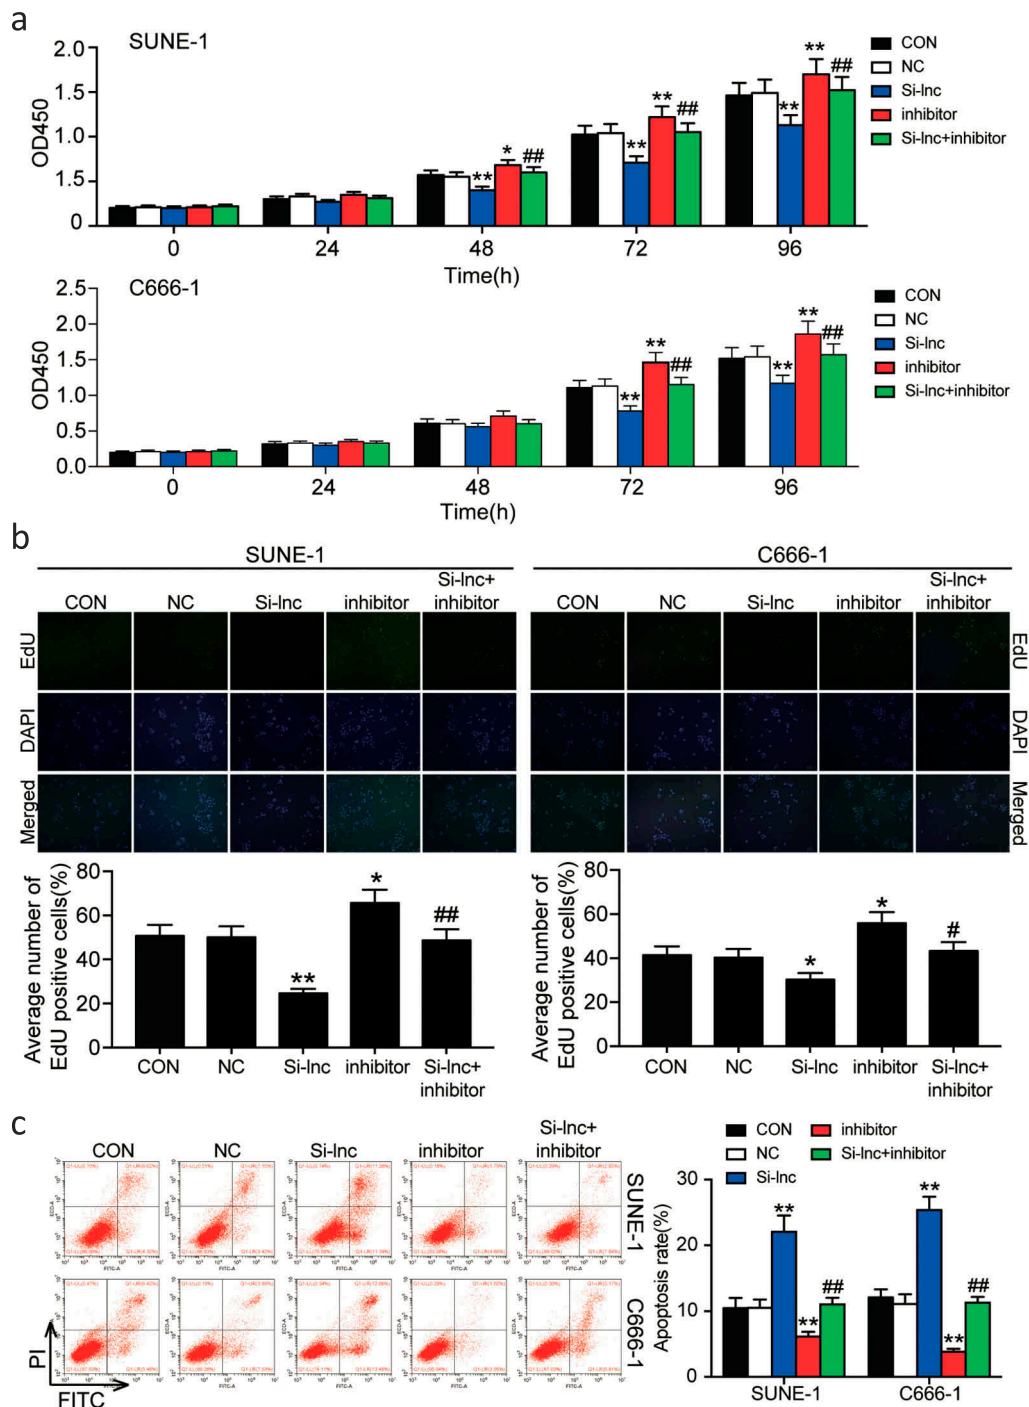 a
SUNE-1
2.0
1.5
1.0
1.5
0
OD450
0 24 48 72 96
Time(h)
* ** ## ** ** ## ** ** ##
CON
NC
Si-lnc
inhibitor
Si-lnc+inhibitor
C666-1
2.5
2.0
1.5
1.0
0.5
0.0
OD450
0 24 48 72 96
Time(h)
** ** ## ** ** ##
CON
NC
Si-lnc
inhibitor
Si-lnc+inhibitor
b
SUNE-1
CON NC Si-lnc inhibitor Si-lnc+
inhibitor
EdU
DAPI
Merged
C666-1
CON NC Si-lnc inhibitor Si-lnc+
inhibitor
EdU
DAPI
Merged
Average number of
EdU positive cells(%)
80
60
40
20
0
** * ##
CON NC Si-lnc inhibitor Si-lnc+
inhibitor
Average number of
EdU positive cells(%)
80
60
40
20
0
* * #
CON NC Si-lnc inhibitor Si-lnc+
inhibitor
c
CON NC Si-lnc inhibitor Si-lnc+
inhibitor
SUNE-1
C666-1
PI
FITC
CON
NC
Si-lnc
inhibitor
Si-lnc+inhibitor
Apoptosis rate(%)
30
20
10
0
** ** ## ** ** ##
SUNE-1 C666-1